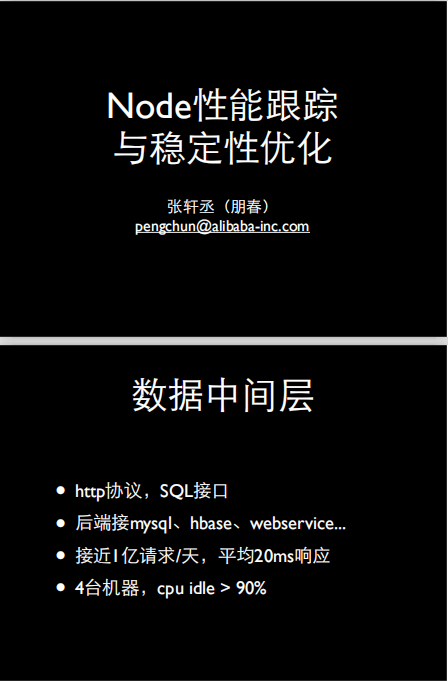 Node性能跟踪
与稳定性优化
张轩丞（朋春）
pengchun@alibaba-inc.com
数据中间层
• http协议，SQL接口
• 后端接mysql、hbase、webservice...
• 接近1亿请求/天，平均20ms响应
• 4台机器，cpu idle > 90%